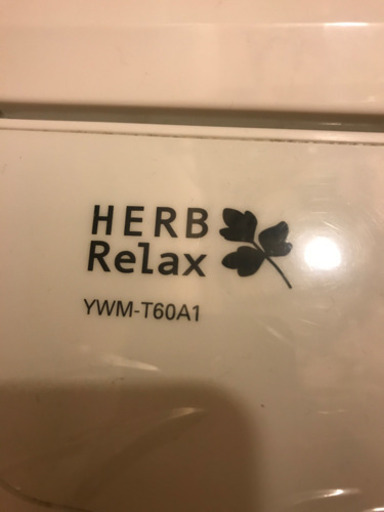 HERB
Relax
YWM-T60A1